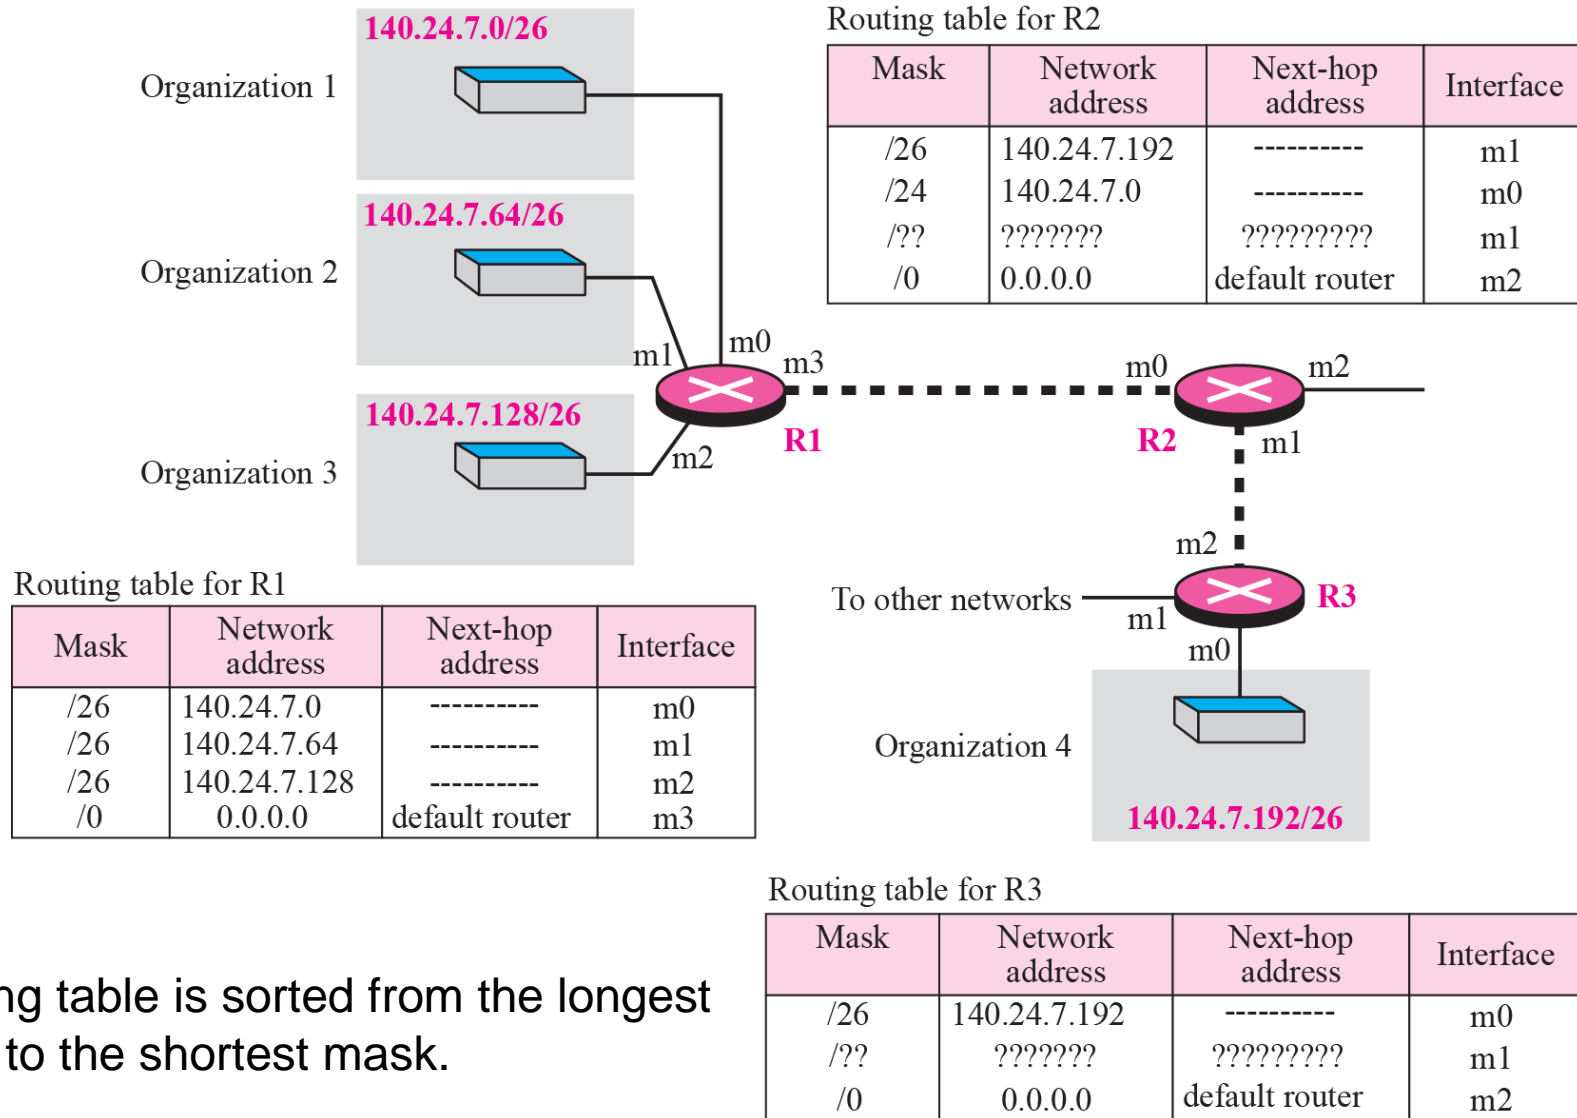 140.24.7.0/26
Organization 1
140.24.7.64/26
Organization 2
140.24.7.128/26
Organization 3
Routing table for R2
Mask Network address Next-hop address Interface
/26 140.24.7.192 ---------- m1
/24 140.24.7.0 ---------- m0
/?? ??????? ????????? m1
/0 0.0.0.0 default router m2
m1 m0 m3 m0 m2
R1 R2 m1
m2
m2
To other networks R3
m1
m0
Organization 4
140.24.7.192/26
Routing table for R1
Mask Network address Next-hop address Interface
/26 140.24.7.0 ---------- m0
/26 140.24.7.64 ---------- m1
/26 140.24.7.128 ---------- m2
/0 0.0.0.0 default router m3
Routing table for R3
Mask Network address Next-hop address Interface
/26 140.24.7.192 ---------- m0
/?? ??????? ????????? m1
/0 0.0.0.0 default router m2
ng table is sorted from the longest
to the shortest mask.